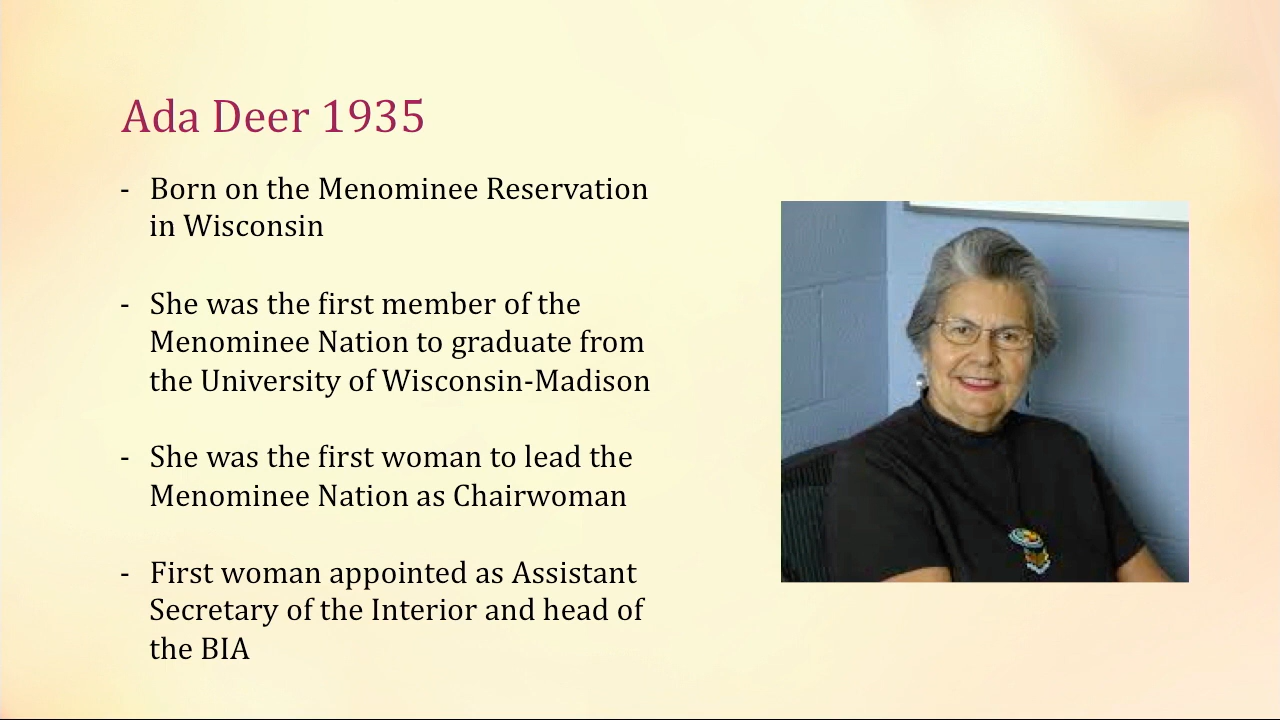 Ada Deer 1935
- Born on the Menominee Reservation
in Wisconsin
- She was the first member of the
Menominee Nation to graduate from
the University of Wisconsin-Madison
- She was the first woman to lead the
Menominee Nation as Chairwoman
- First woman appointed as Assistant
Secretary of the Interior and head of
the BIA